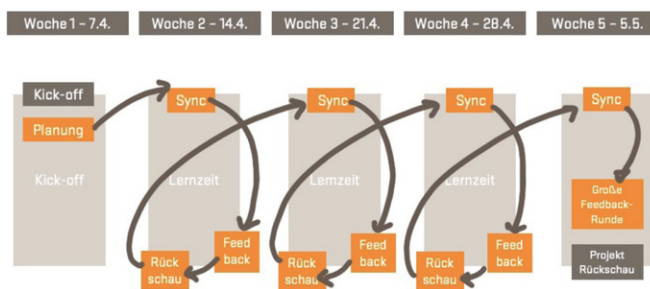 Woche 1 – 7.4.
Woche 2 – 14.4.
Woche 3 – 21.4.
Woche 4 – 28.4.
Woche 5 – 5.5.
Kick-off
Planung
Kick-off
Sync
Lernzeit
Feed
back
Rück
schau
Sync
Lernzeit
Feed
back
Rück
schau
Sync
Lernzeit
Feed
back
Rück
schau
Sync
Große
Feedback-
Runde
Projekt
Rückschau